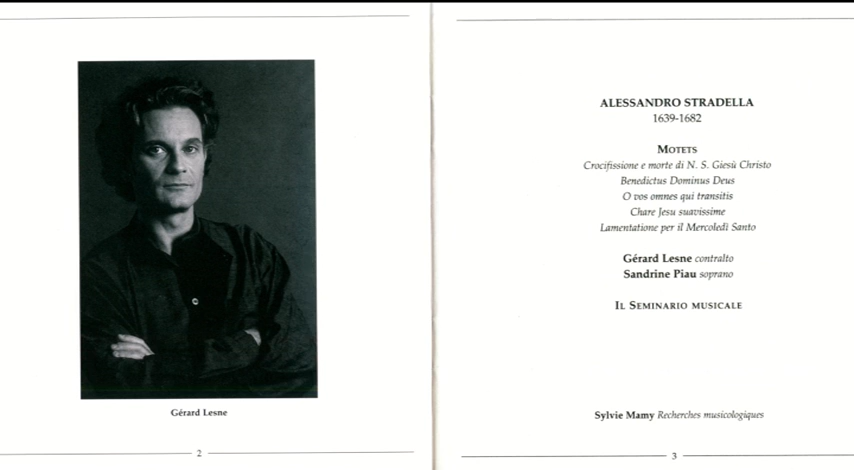 Gérard Lesne
2
ALESSANDRO STRADELLA
1639-1682
MOTETS
Crocifissione e morte di N. S. Giesù Christo
Benedictus Dominus Deus
O vos omnes qui transitis
Chare Jesu suavissime
Lamentatione per il Mercoledì Santo
Gérard Lesne contralto
Sandrine Piau soprano
IL SEMINARIO MUSICALE
Sylvie Mamy Recherches musicologiques
3